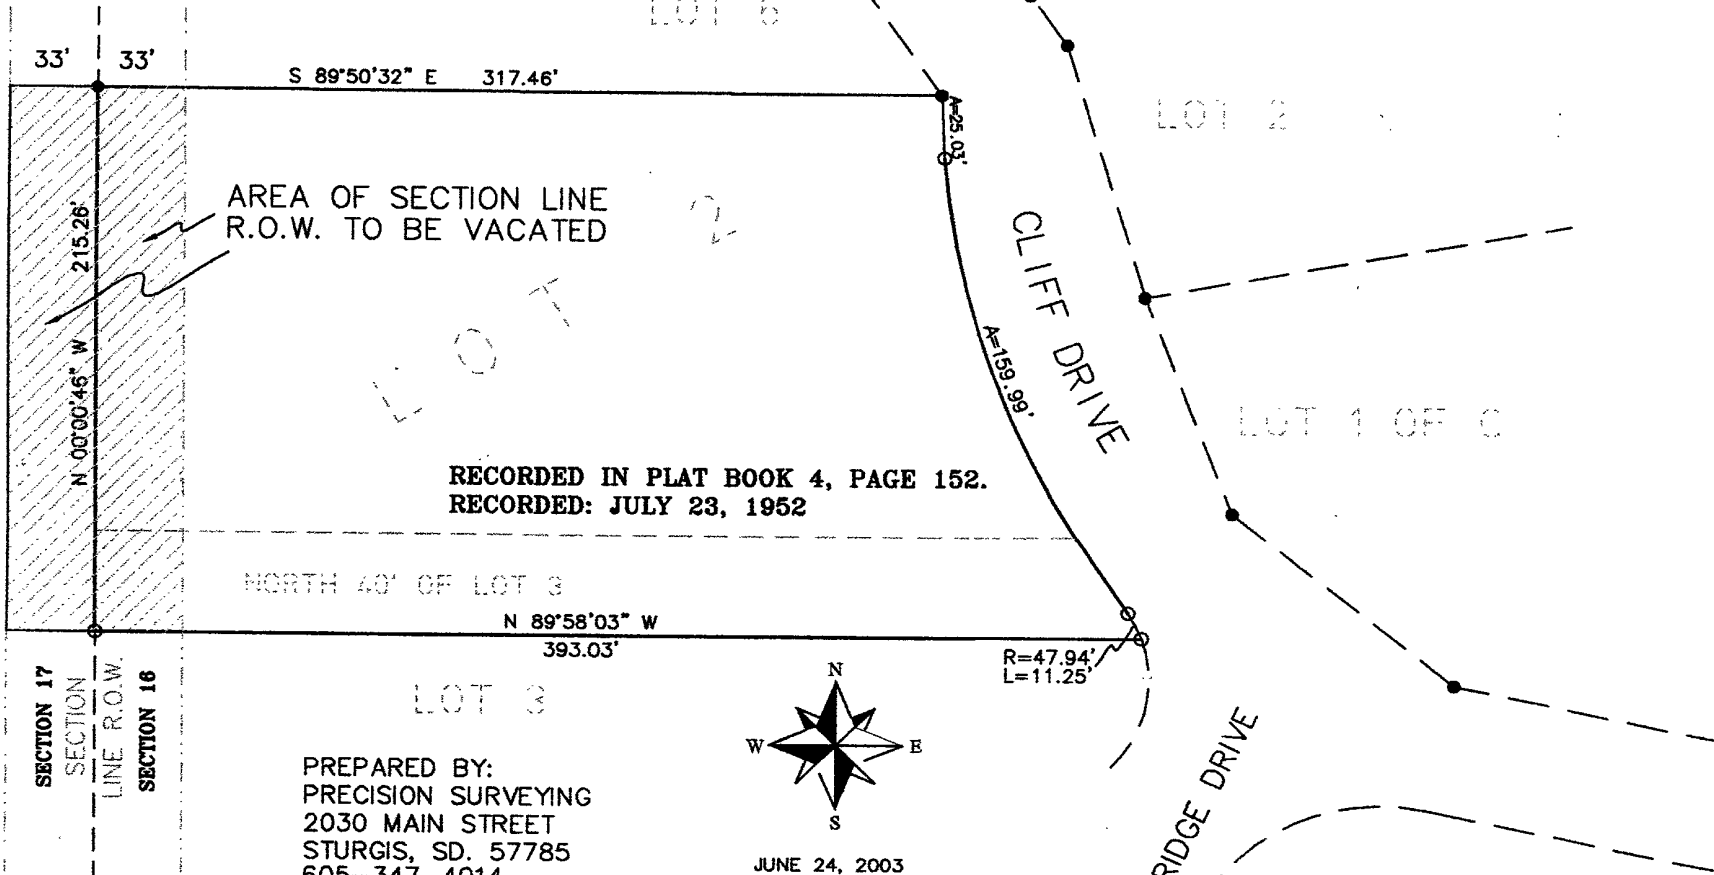 LOT 6
33' 33'
S 89°50'32" E 317.46'
A=25.03'
LOT 2
AREA OF SECTION LINE
R.O.W. TO BE VACATED
215.26'
N 00°00'46" W
LOT 2
CLIFF DRIVE
A=159.99'
LOT 1 OF C
RECORDED IN PLAT BOOK 4, PAGE 152.
RECORDED: JULY 23, 1952
NORTH 40' OF LOT 3
N 89°58'03" W
393.03'
R=47.94'
L=11.25'
SECTION 17
SECTION
LINE R.O.W.
SECTION 16
LOT 3
N
W E
S
RIDGE DRIVE
PREPARED BY:
PRECISION SURVEYING
2030 MAIN STREET
STURGIS, SD. 57785
605-347-4014
JUNE 24, 2003